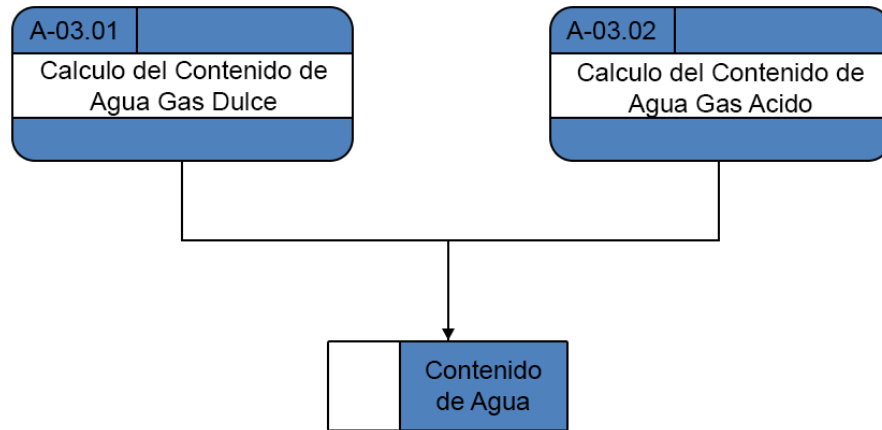 A-03.01
Calculo del Contenido de
Agua Gas Dulce
A-03.02
Calculo del Contenido de
Agua Gas Acido
Contenido
de Agua